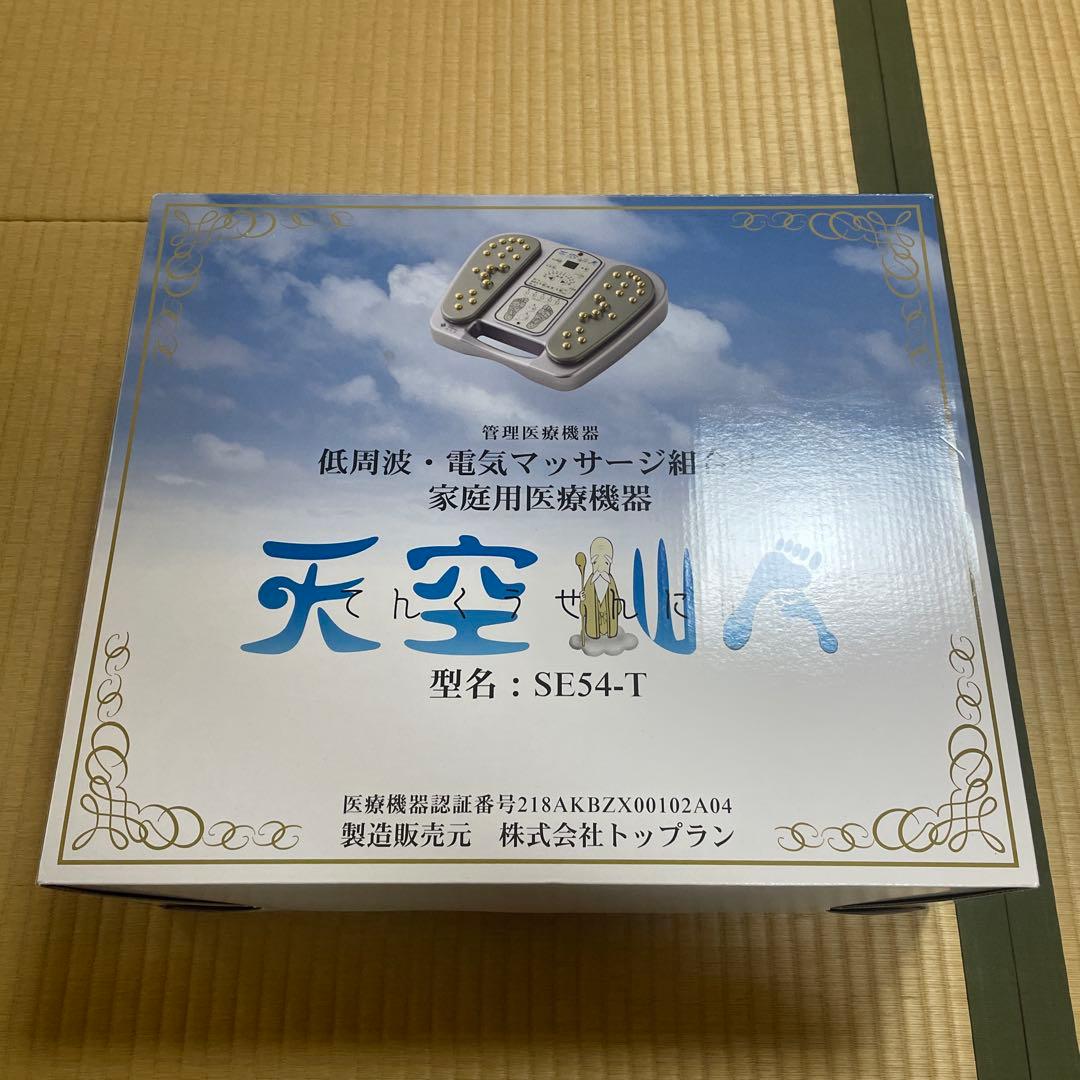 管理医療機器
低周波・電気マッサージ組合
家庭用医療機器
天空仙人
てんくうせんに
型名：SE54-T
医療機器認証番号218AKBZX00102A04
製造販売元　株式会社トップラン